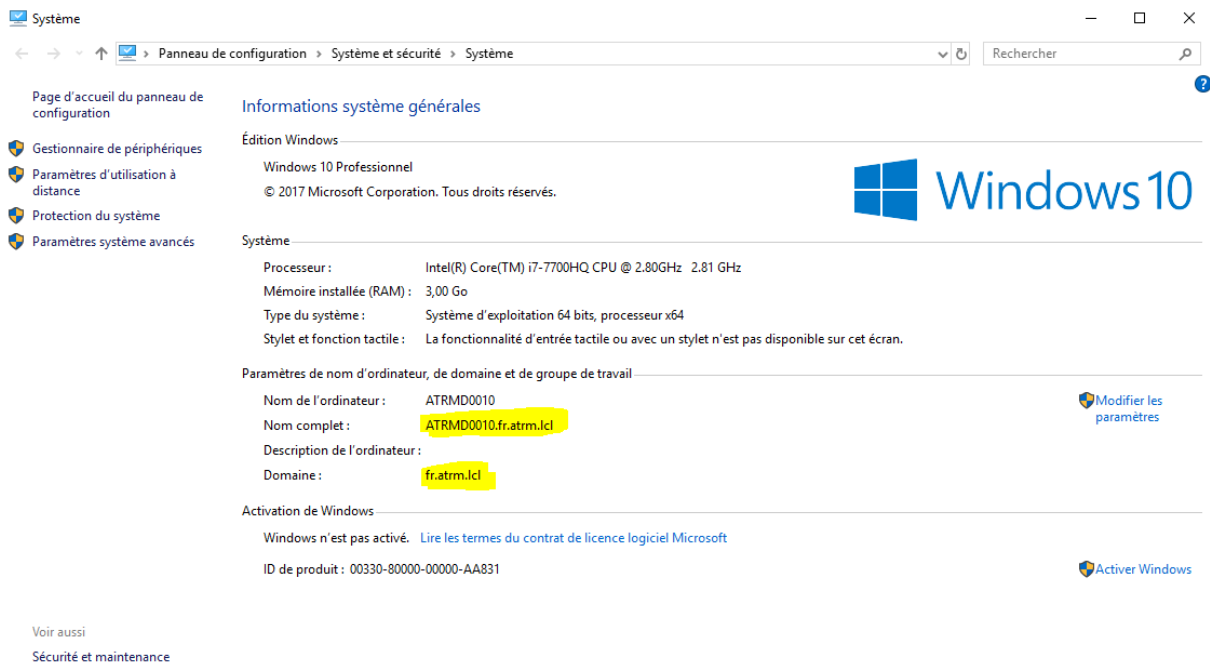 Système
Panneau de configuration › Système et sécurité › Système
Rechercher
Page d'accueil du panneau de
configuration
Gestionnaire de périphériques
Paramètres d'utilisation à
distance
Protection du système
Paramètres système avancés
Informations système générales
Édition Windows
Windows 10 Professionnel
© 2017 Microsoft Corporation. Tous droits réservés.
Windows 10
Système
Processeur : Intel(R) Core(TM) i7-7700HQ CPU @ 2.80GHz 2.81 GHz
Mémoire installée (RAM) : 3,00 Go
Type du système : Système d'exploitation 64 bits, processeur x64
Stylet et fonction tactile : La fonctionnalité d'entrée tactile ou avec un stylet n'est pas disponible sur cet écran.
Paramètres de nom d'ordinateur, de domaine et de groupe de travail
Nom de l'ordinateur : ATRMD0010
Modifier les
paramètres
Nom complet : ATRMD0010.fr.atrm.lcl
Description de l'ordinateur :
Domaine : fr.atrm.lcl
Activation de Windows
Windows n'est pas activé. Lire les termes du contrat de licence logiciel Microsoft
ID de produit : 00330-80000-00000-AA831
Activer Windows
Voir aussi
Sécurité et maintenance